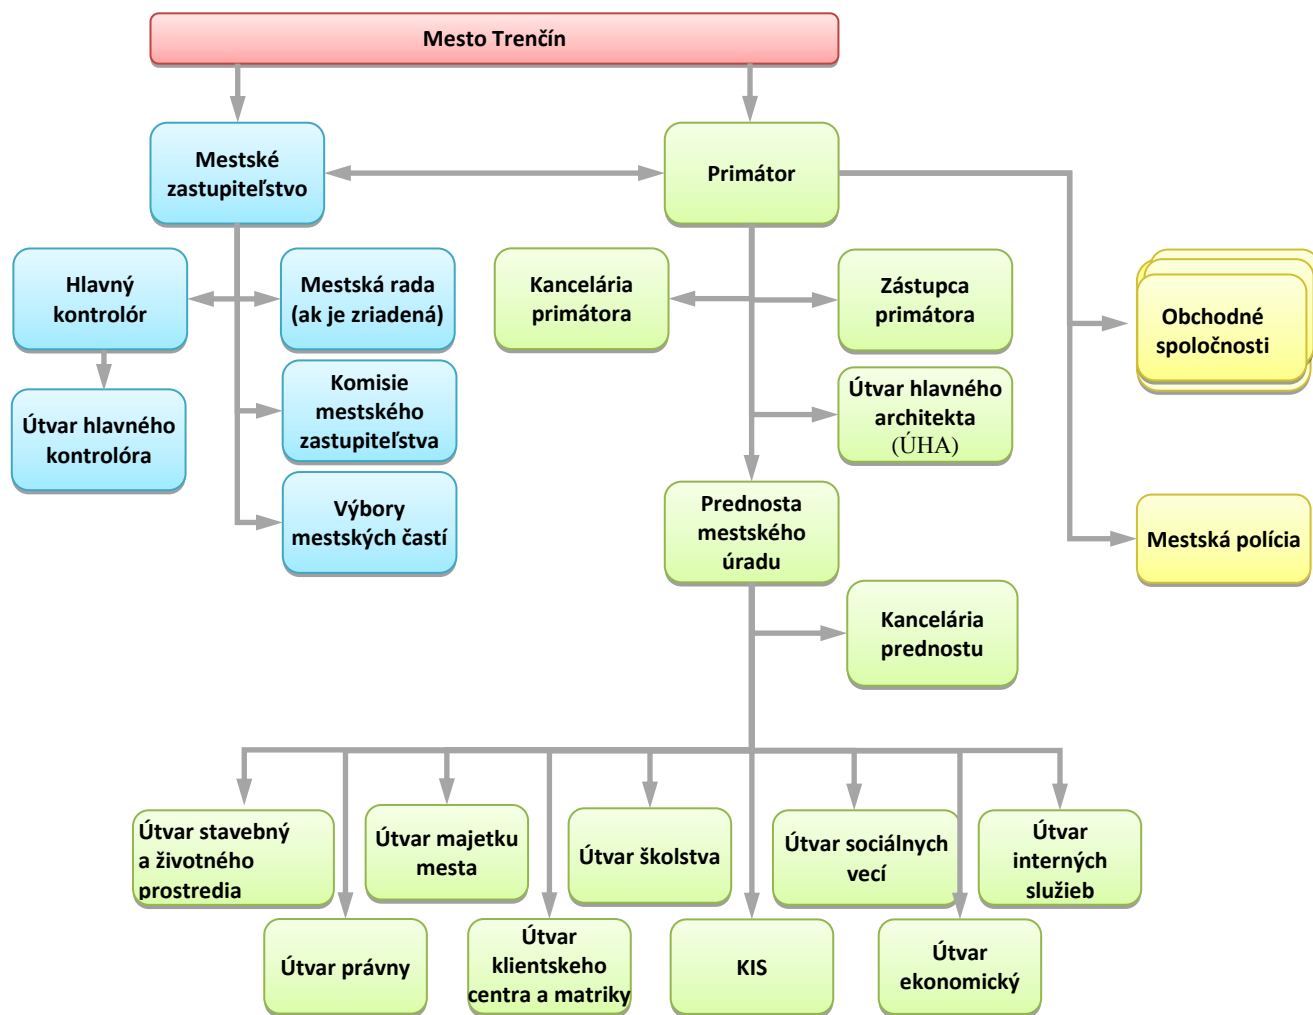 Mesto Trenčín
Mestské
zastupiteľstvo
Primátor
Hlavný
kontrolór
Mestská rada
(ak je zriadená)
Kancelária
primátora
Zástupca
primátora
Obchodné
spoločnosti
Útvar hlavného
kontrolóra
Komisie
mestského
zastupiteľstva
Útvar hlavného
architekta
(ÚHA)
Výbory
mestských častí
Prednosta
mestského
úradu
Mestská polícia
Kancelária
prednostu
Útvar stavebný
a životného
prostredia
Útvar majetku
mesta
Útvar školstva
Útvar sociálnych
vecí
Útvar
interných
služieb
Útvar právny
Útvar
klientskeho
centra a matriky
KIS
Útvar
ekonomický